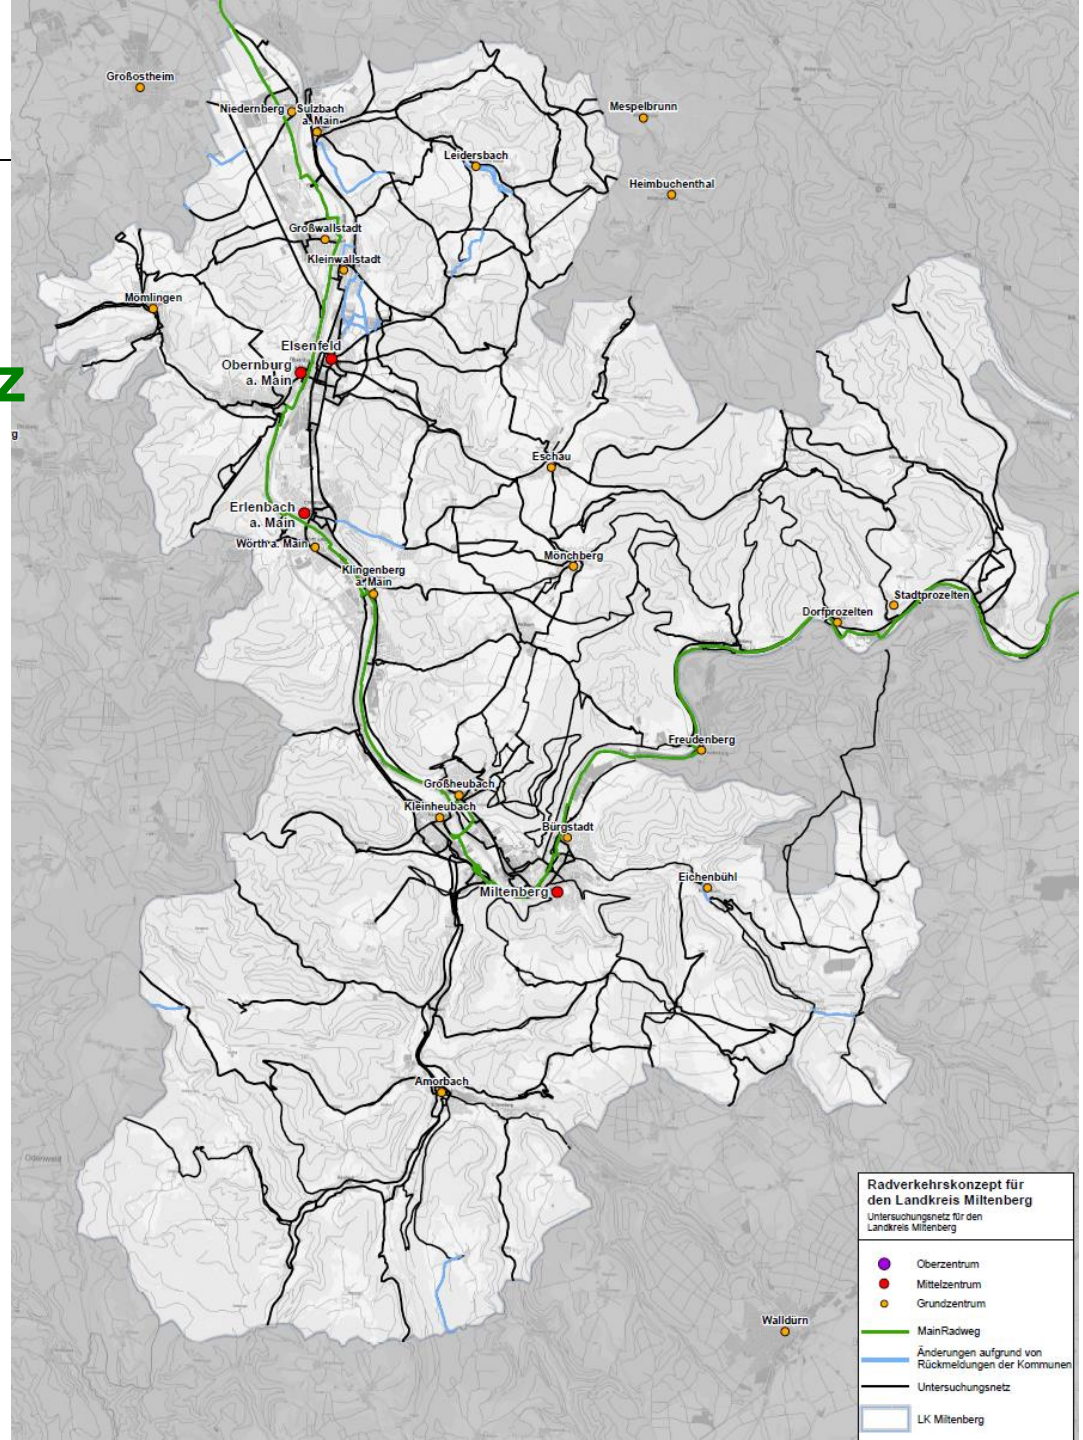 Großostheim
Niedernberg
Sulzbach
a. Main
Mespelbrunn
Leidersbach
Heimbuchenthal
Großwallstadt
Kleinwallstadt
Mömlingen
Elsenfeld
Obernburg
a. Main
z
g
Eschau
Erlenbach
a. Main
Wörth a. Main
Mönchberg
Klingenberg
a. Main
Stadtprozelten
Dorfprozelten
Freudenberg
Großheubach
Kleinheubach
Bürgstadt
Eichenbühl
Miltenberg
Amorbach
Odenwald
Walldürn
Radverkehrskonzept für
den Landkreis Miltenberg
Untersuchungsnetz für den
Landkreis Miltenberg
Oberzentrum
Mittelzentrum
Grundzentrum
MainRadweg
Änderungen aufgrund von
Rückmeldungen der Kommunen
Untersuchungsnetz
LK Miltenberg